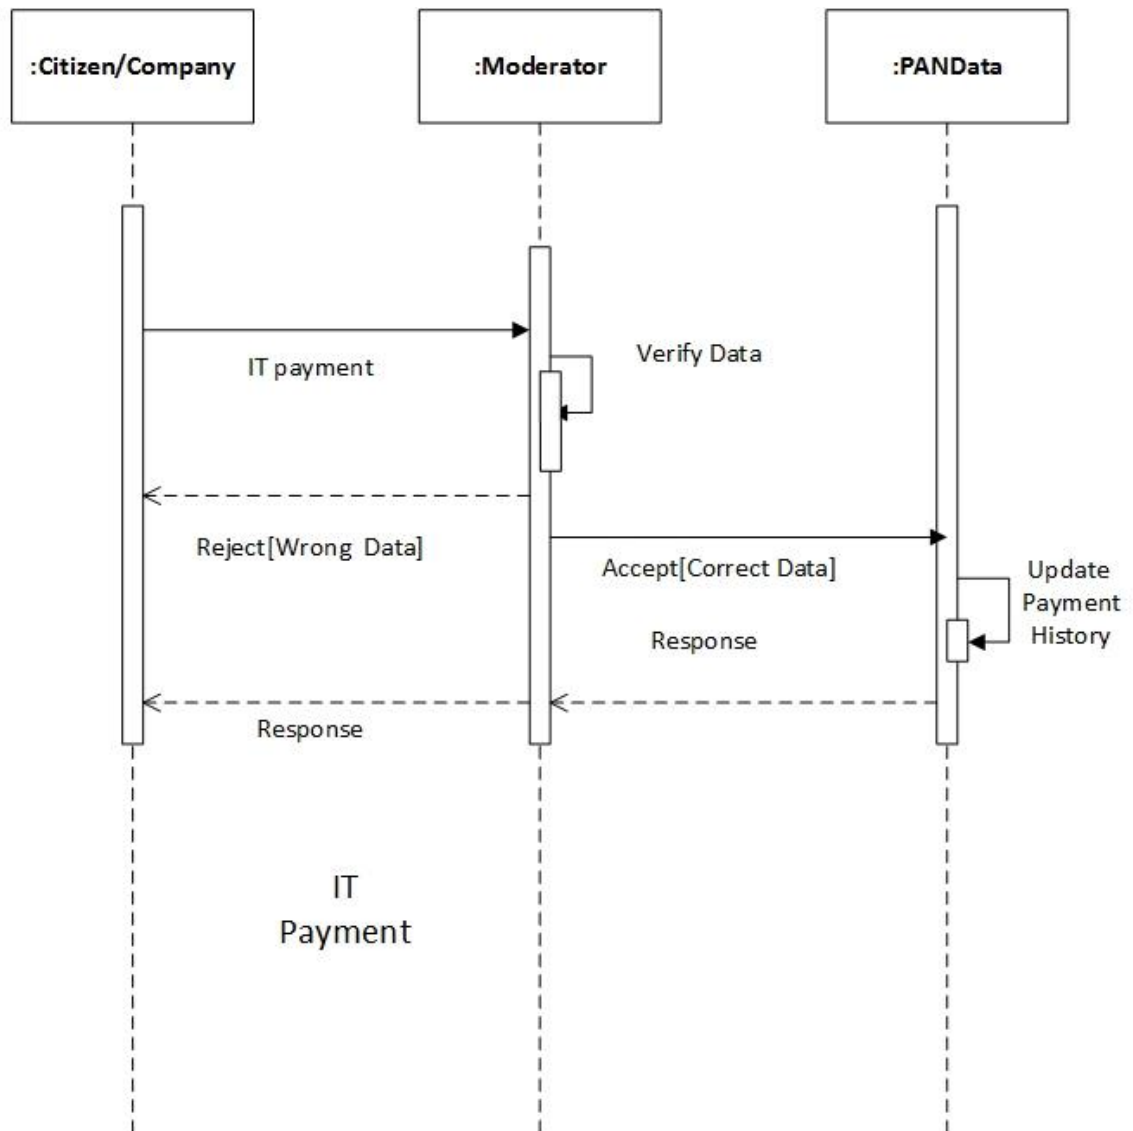 :Citizen/Company
:Moderator
:PANData
Verify Data
IT payment
Reject[Wrong Data]
Accept[Correct Data]
Update
Payment
History
Response
Response
IT
Payment